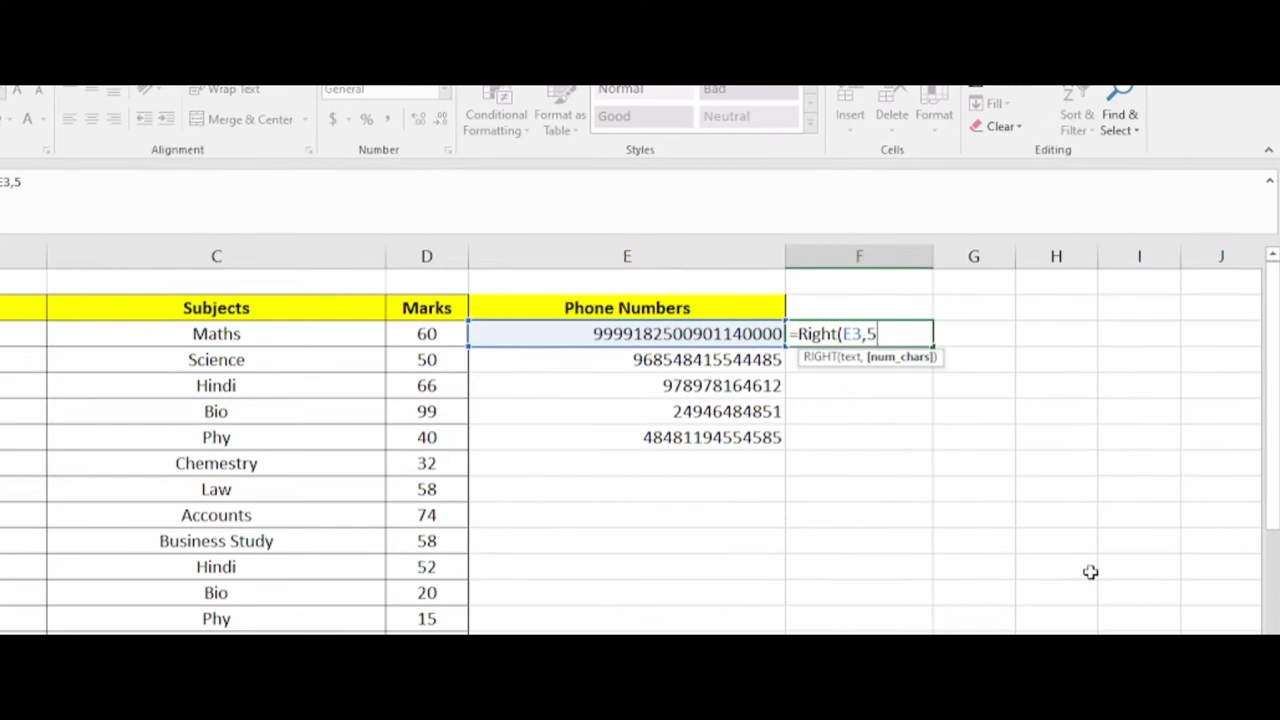 A A Wrap Text General Normal Bad
A Merge & Center $ % , Conditional Formatting Format as Table Good Neutral Insert Delete Format Fill Clear Sort & Filter Find & Select
Alignment Number Styles Cells Editing
E3,5
C D E F G H I J
Subjects Marks Phone Numbers
Maths 60 9999182500901140000 =Right(E3,5
RIGHT(text, [num_chars])
Science 50 968548415544485
Hindi 66 978978164612
Bio 99 24946484851
Phy 40 48481194554585
Chemestry 32
Law 58
Accounts 74
Business Study 58
Hindi 52
Bio 20
Phy 15